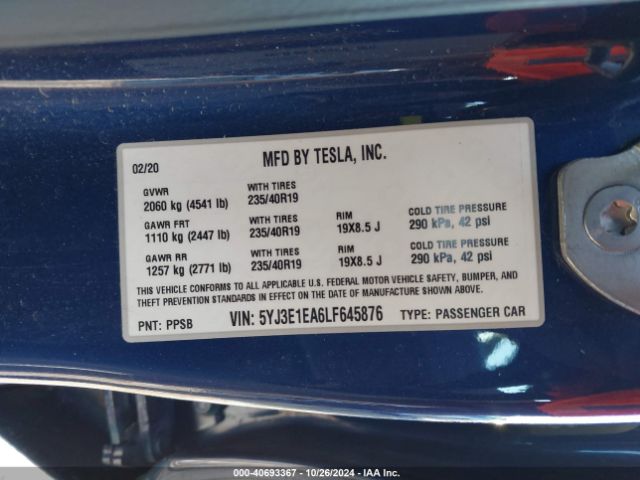 02/20 MFD BY TESLA, INC.
GVWR WITH TIRES
2060 kg (4541 lb) 235/40R19
GAWR FRT WITH TIRES RIM COLD TIRE PRESSURE
1110 kg (2447 lb) 235/40R19 19X8.5 J 290 kPa, 42 psi
GAWR RR WITH TIRES RIM COLD TIRE PRESSURE
1257 kg (2771 lb) 235/40R19 19X8.5 J 290 kPa, 42 psi
THIS VEHICLE CONFORMS TO ALL APPLICABLE U.S. FEDERAL MOTOR VEHICLE SAFETY, BUMPER, AND
THEFT PREVENTION STANDARDS IN EFFECT ON THE DATE OF MANUFACTURE SHOWN ABOVE.
PNT: PPSB VIN: 5YJ3E1EA6LF645876 TYPE: PASSENGER CAR
000-40693367 - 10/26/2024 - IAA Inc.